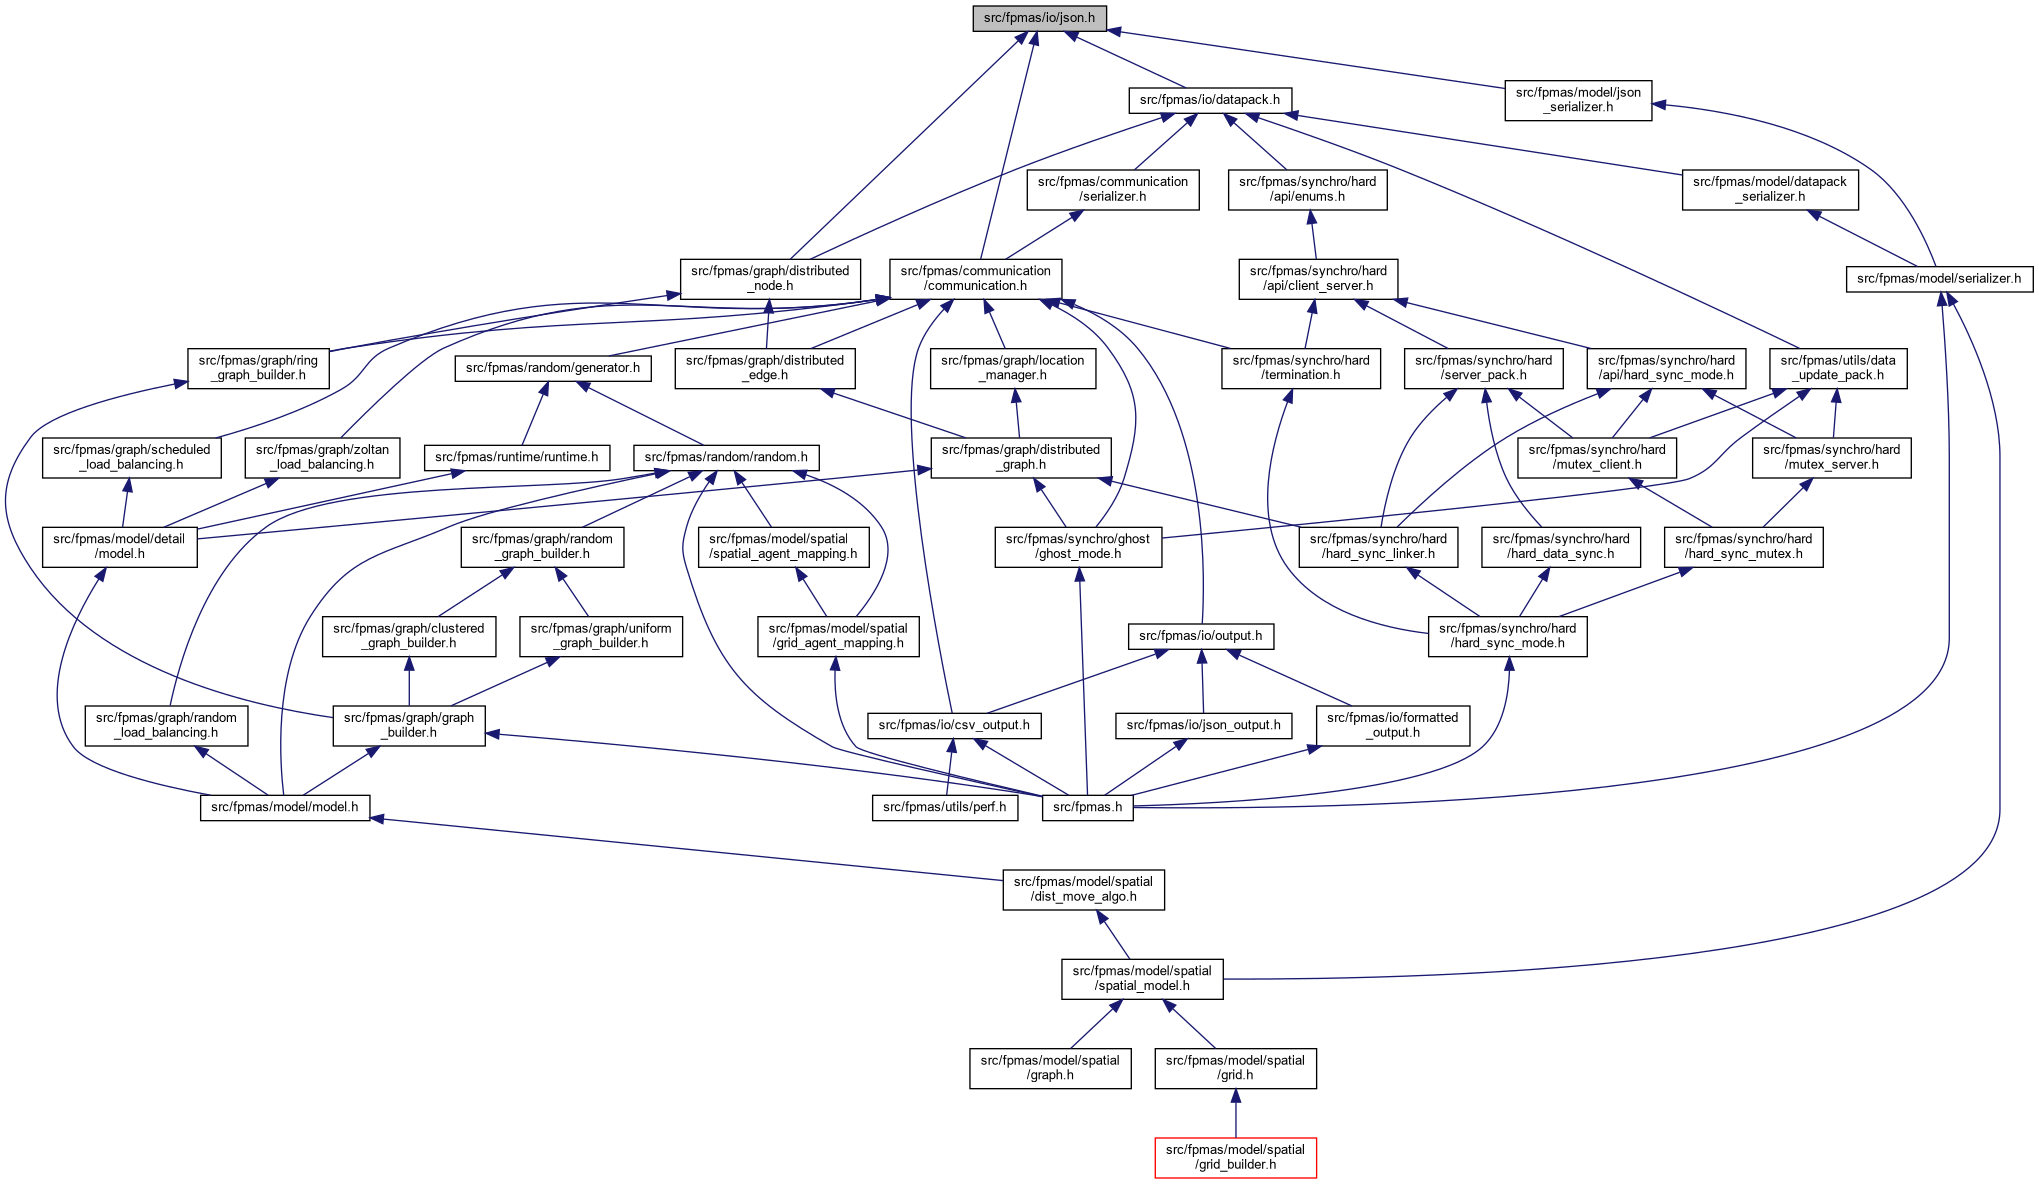 src/fpmas/io/json.h
src/fpmas/model/json
_serializer.h
src/fpmas/io/datapack.h
src/fpmas/communication
/serializer.h
src/fpmas/synchro/hard
/api/enums.h
src/fpmas/model/datapack
_serializer.h
src/fpmas/graph/distributed
_node.h
src/fpmas/communication
/communication.h
src/fpmas/synchro/hard
/api/client_server.h
src/fpmas/model/serializer.h
src/fpmas/graph/ring
_graph_builder.h
src/fpmas/random/generator.h
src/fpmas/graph/distributed
_edge.h
src/fpmas/graph/location
_manager.h
src/fpmas/synchro/hard
/termination.h
src/fpmas/synchro/hard
/server_pack.h
src/fpmas/synchro/hard
/api/hard_sync_mode.h
src/fpmas/utils/data
_update_pack.h
src/fpmas/graph/scheduled
_load_balancing.h
src/fpmas/graph/zoltan
_load_balancing.h
src/fpmas/runtime/runtime.h
src/fpmas/random/random.h
src/fpmas/graph/distributed
_graph.h
src/fpmas/synchro/hard
/mutex_client.h
src/fpmas/synchro/hard
/mutex_server.h
src/fpmas/model/detail
/model.h
src/fpmas/graph/random
_graph_builder.h
src/fpmas/model/spatial
/spatial_agent_mapping.h
src/fpmas/synchro/ghost
/ghost_mode.h
src/fpmas/synchro/hard
/hard_sync_linker.h
src/fpmas/synchro/hard
/hard_data_sync.h
src/fpmas/synchro/hard
/hard_sync_mutex.h
src/fpmas/graph/clustered
_graph_builder.h
src/fpmas/graph/uniform
_graph_builder.h
src/fpmas/model/spatial
/grid_agent_mapping.h
src/fpmas/io/output.h
src/fpmas/synchro/hard
/hard_sync_mode.h
src/fpmas/graph/random
_load_balancing.h
src/fpmas/graph/graph
_builder.h
src/fpmas/io/csv_output.h
src/fpmas/io/json_output.h
src/fpmas/io/formatted
_output.h
src/fpmas/model/model.h
src/fpmas/utils/perf.h
src/fpmas.h
src/fpmas/model/spatial
/dist_move_algo.h
src/fpmas/model/spatial
/spatial_model.h
src/fpmas/model/spatial
/graph.h
src/fpmas/model/spatial
/grid.h
src/fpmas/model/spatial
/grid_builder.h